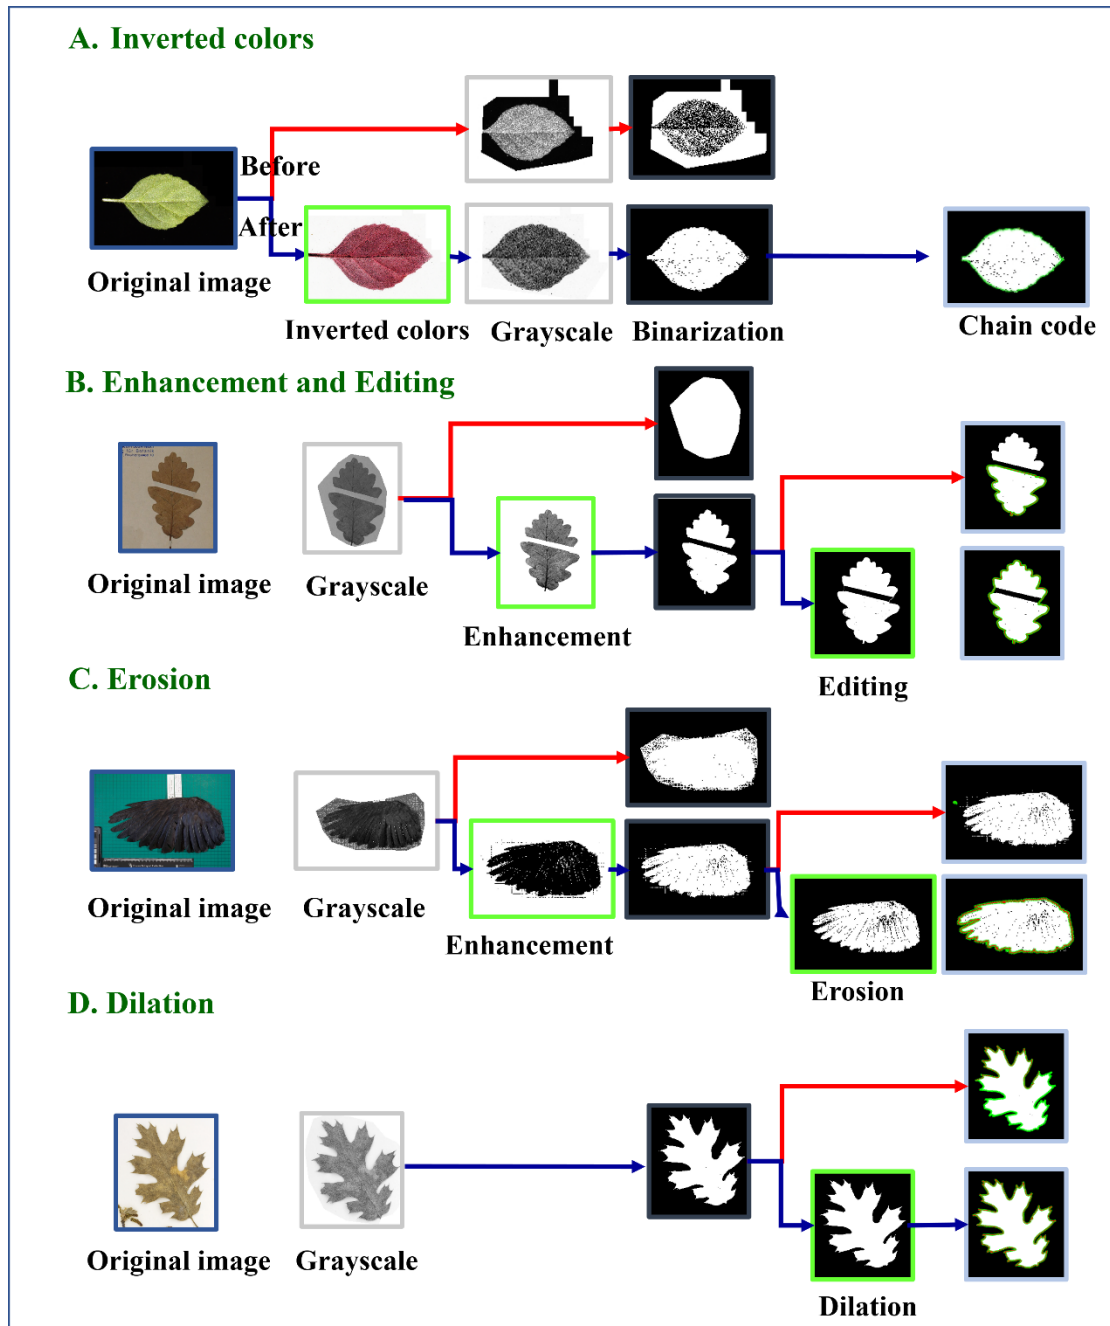 A. Inverted colors
Before
After
Original image
Inverted colors
Grayscale
Binarization
Chain code
B. Enhancement and Editing
Original image
Grayscale
Enhancement
Editing
C. Erosion
Original image
Grayscale
Enhancement
Erosion
D. Dilation
Original image
Grayscale
Dilation